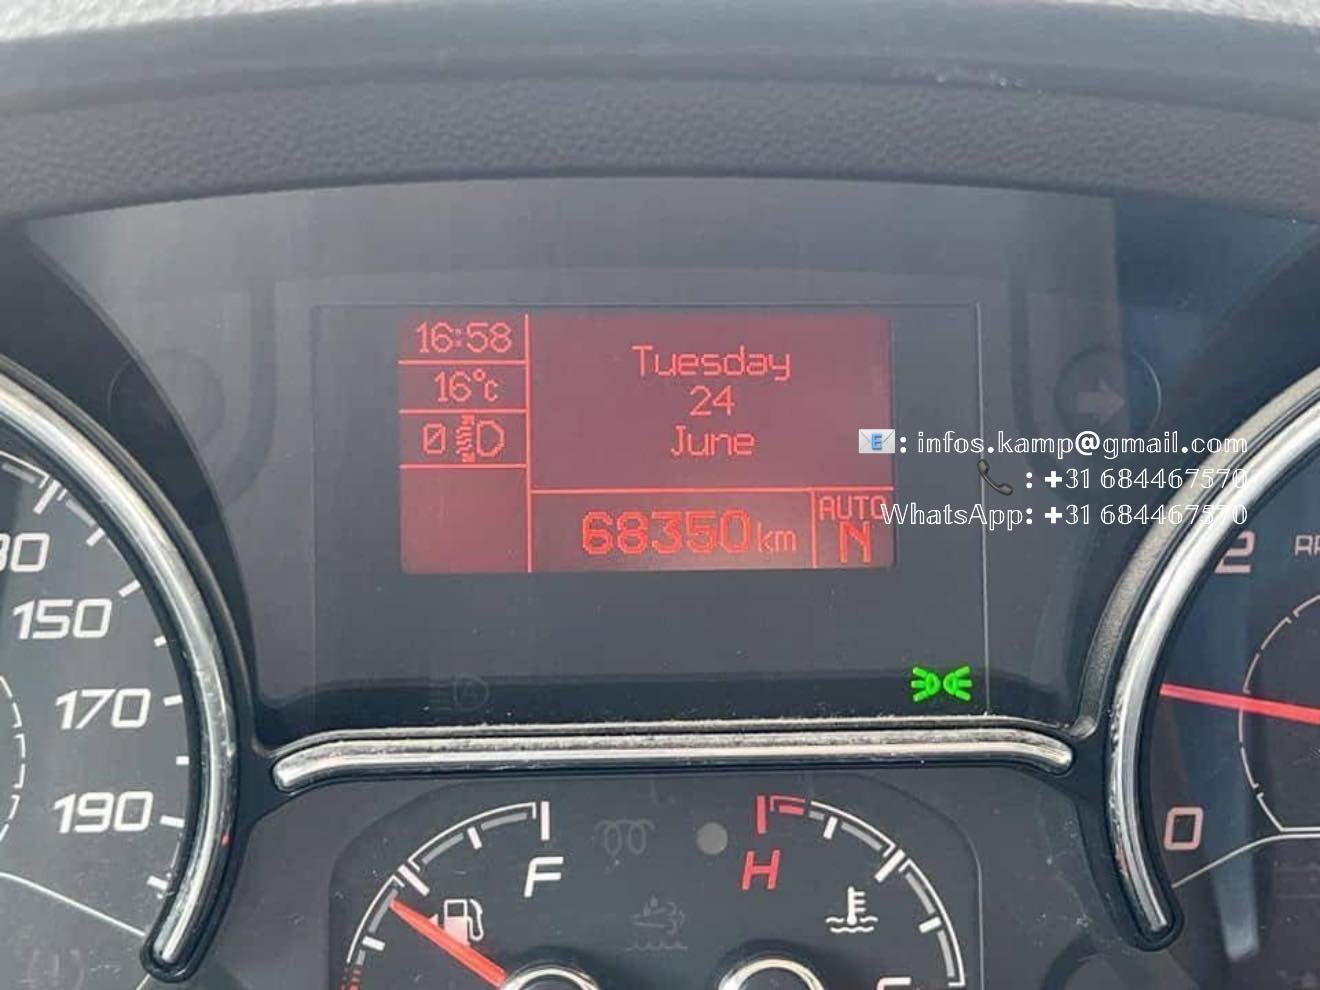 16:58
16°c
0
Tuesday
24
June
68350km
AUTO
N
📧: infos.kamp@gmail.com
📞: +31 684467570
WhatsApp: +31 684467570
150
170
190
F
H
2
0